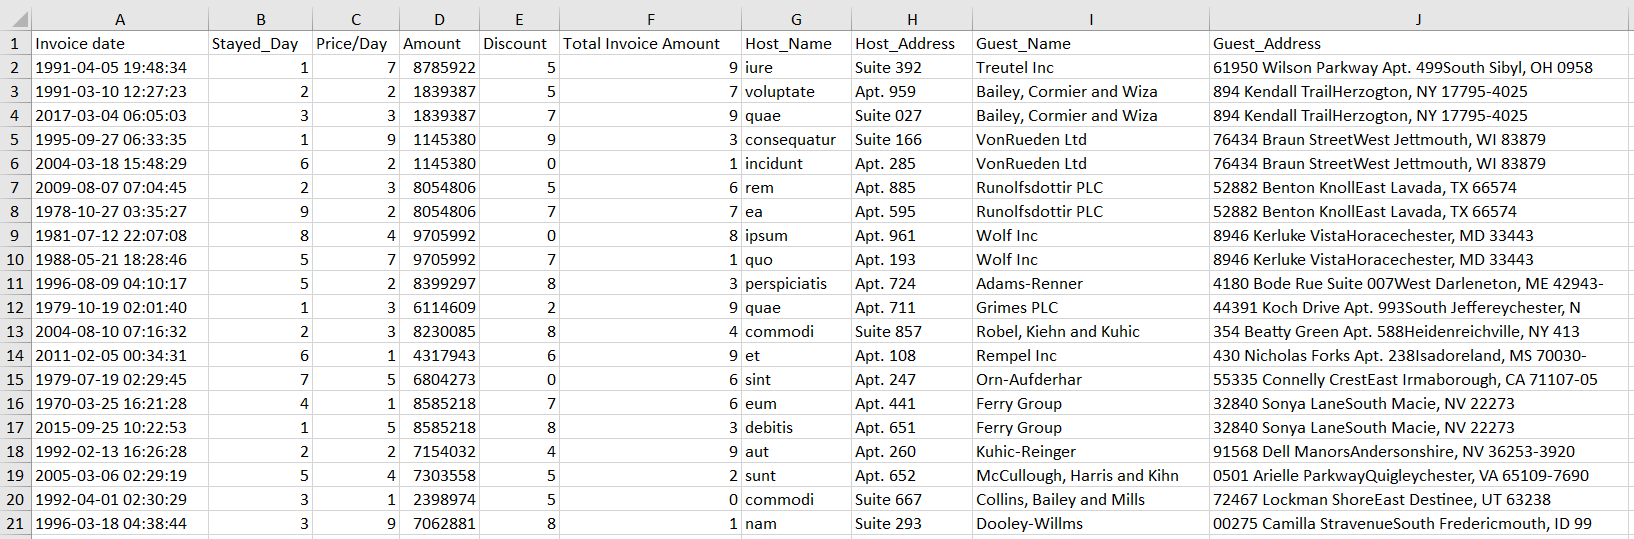 A B C D E F G H I J
1 Invoice date Stayed_Day Price/Day Amount Discount Total Invoice Amount Host_Name Host_Address Guest_Name Guest_Address
2 1991-04-05 19:48:34 1 7 8785922 5 9 iure Suite 392 Treutel Inc 61950 Wilson Parkway Apt. 499South Sibyl, OH 0958
3 1991-03-10 12:27:23 2 2 1839387 5 7 voluptate Apt. 959 Bailey, Cormier and Wiza 894 Kendall TrailHerzogton, NY 17795-4025
4 2017-03-04 06:05:03 3 3 1839387 7 9 quae Suite 027 Bailey, Cormier and Wiza 894 Kendall TrailHerzogton, NY 17795-4025
5 1995-09-27 06:33:35 1 9 1145380 9 3 consequatur Suite 166 VonRueden Ltd 76434 Braun StreetWest Jettmouth, WI 83879
6 2004-03-18 15:48:29 6 2 1145380 0 1 incidunt Apt. 285 VonRueden Ltd 76434 Braun StreetWest Jettmouth, WI 83879
7 2009-08-07 07:04:45 2 3 8054806 5 6 rem Apt. 885 Runolfsdottir PLC 52882 Benton KnollEast Lavada, TX 66574
8 1978-10-27 03:35:27 9 2 8054806 7 7 ea Apt. 595 Runolfsdottir PLC 52882 Benton KnollEast Lavada, TX 66574
9 1981-07-12 22:07:08 8 4 9705992 0 8 ipsum Apt. 961 Wolf Inc 8946 Kerluke VistaHoracechester, MD 33443
10 1988-05-21 18:28:46 5 7 9705992 7 1 quo Apt. 193 Wolf Inc 8946 Kerluke VistaHoracechester, MD 33443
11 1996-08-09 04:10:17 5 2 8399297 8 3 perspiciatis Apt. 724 Adams-Renner 4180 Bode Rue Suite 007West Darleneton, ME 42943-
12 1979-10-19 02:01:40 1 3 6114609 2 9 quae Apt. 711 Grimes PLC 44391 Koch Drive Apt. 993South Jeffereychester, N
13 2004-08-10 07:16:32 2 3 8230085 8 4 commodi Suite 857 Robel, Kiehn and Kuhic 354 Beatty Green Apt. 588Heidenreichville, NY 413
14 2011-02-05 00:34:31 6 1 4317943 6 9 et Apt. 108 Rempel Inc 430 Nicholas Forks Apt. 238Isadoreland, MS 70030-
15 1979-07-19 02:29:45 7 5 6804273 0 6 sint Apt. 247 Orn-Aufderhar 55335 Connelly CrestEast Irmaborough, CA 71107-05
16 1970-03-25 16:21:28 4 1 8585218 7 6 eum Apt. 441 Ferry Group 32840 Sonya LaneSouth Macie, NV 22273
17 2015-09-25 10:22:53 1 5 8585218 8 3 debitis Apt. 651 Ferry Group 32840 Sonya LaneSouth Macie, NV 22273
18 1992-02-13 16:26:28 2 2 7154032 4 9 aut Apt. 260 Kuhic-Reinger 91568 Dell ManorsAndersonshire, NV 36253-3920
19 2005-03-06 02:29:19 5 4 7303558 5 2 sunt Apt. 652 McCullough, Harris and Kihn 0501 Arielle ParkwayQuigleychester, VA 65109-7690
20 1992-04-01 02:30:29 3 1 2398974 5 0 commodi Suite 667 Collins, Bailey and Mills 72467 Lockman ShoreEast Destinee, UT 63238
21 1996-03-18 04:38:44 3 9 7062881 8 1 nam Suite 293 Dooley-Willms 00275 Camilla StravenueSouth Fredericmouth, ID 99